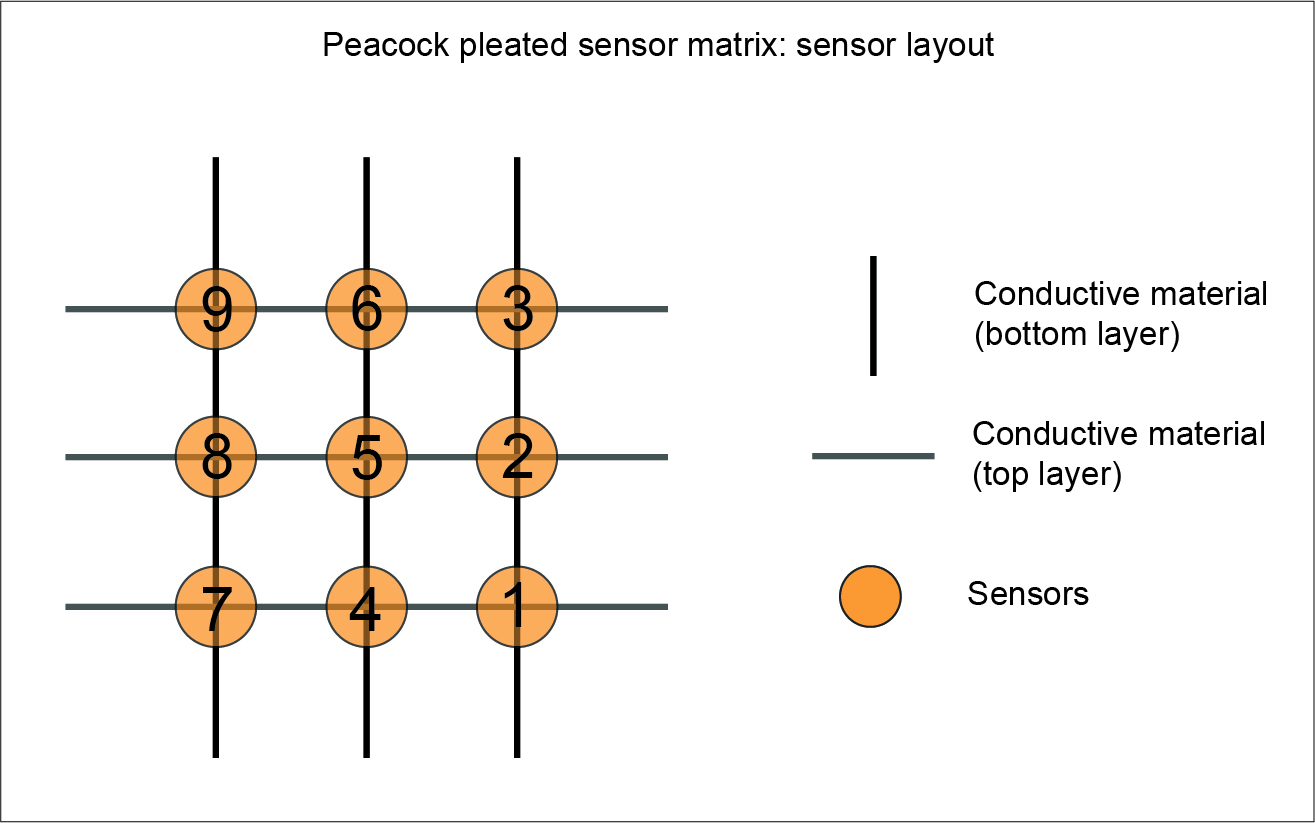 Peacock pleated sensor matrix: sensor layout
9 6 3
8 5 2
7 4 1
Conductive material
(bottom layer)
Conductive material
(top layer)
Sensors